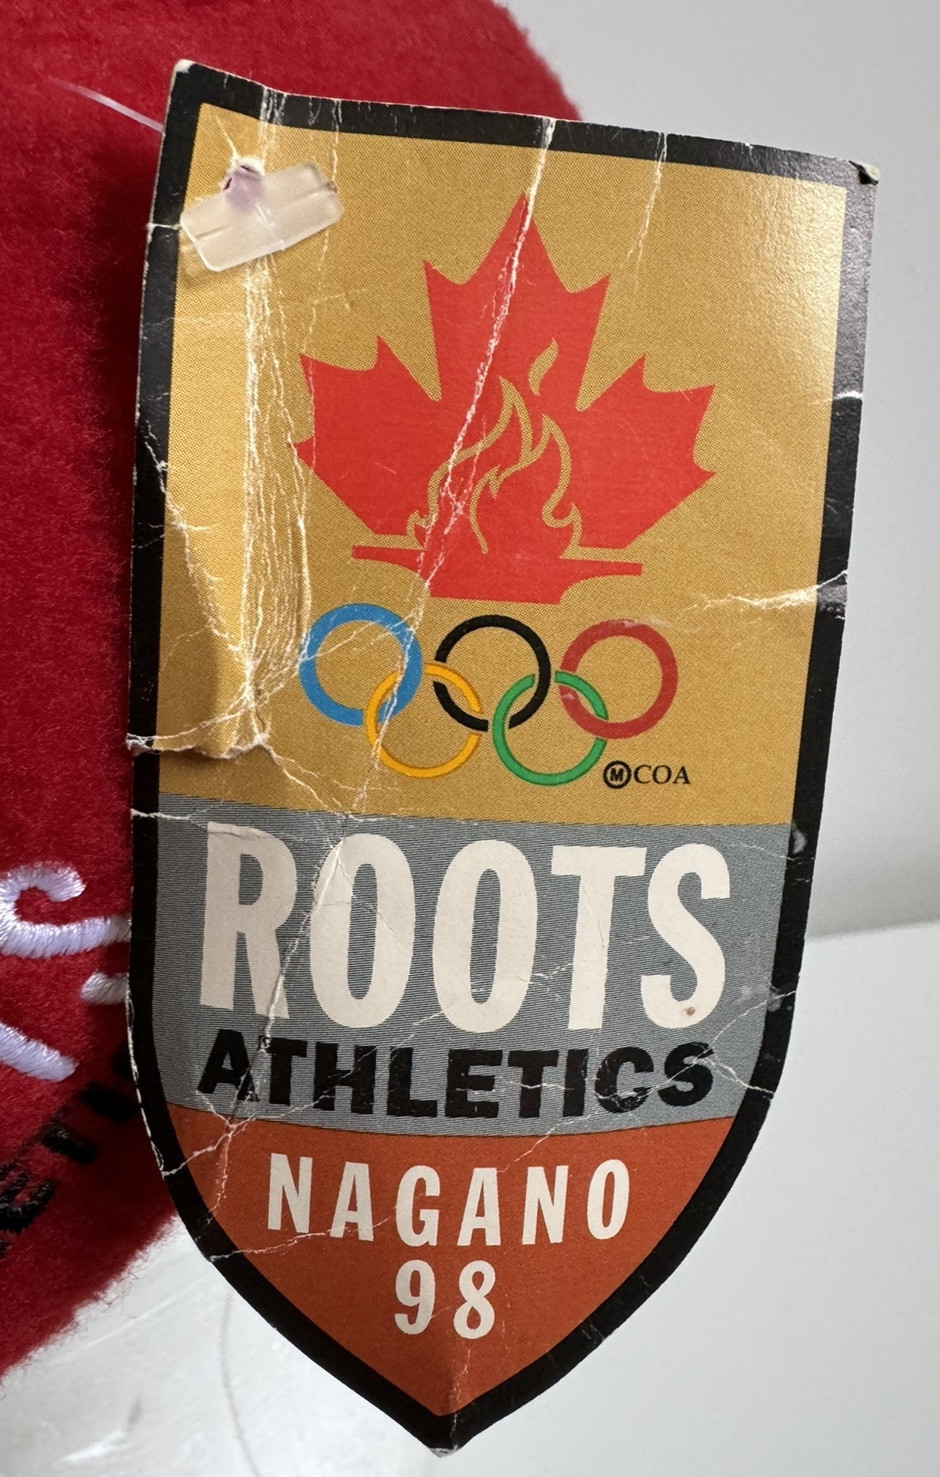 ⓂCOA
ROOTS
ATHLETICS
NAGANO
98